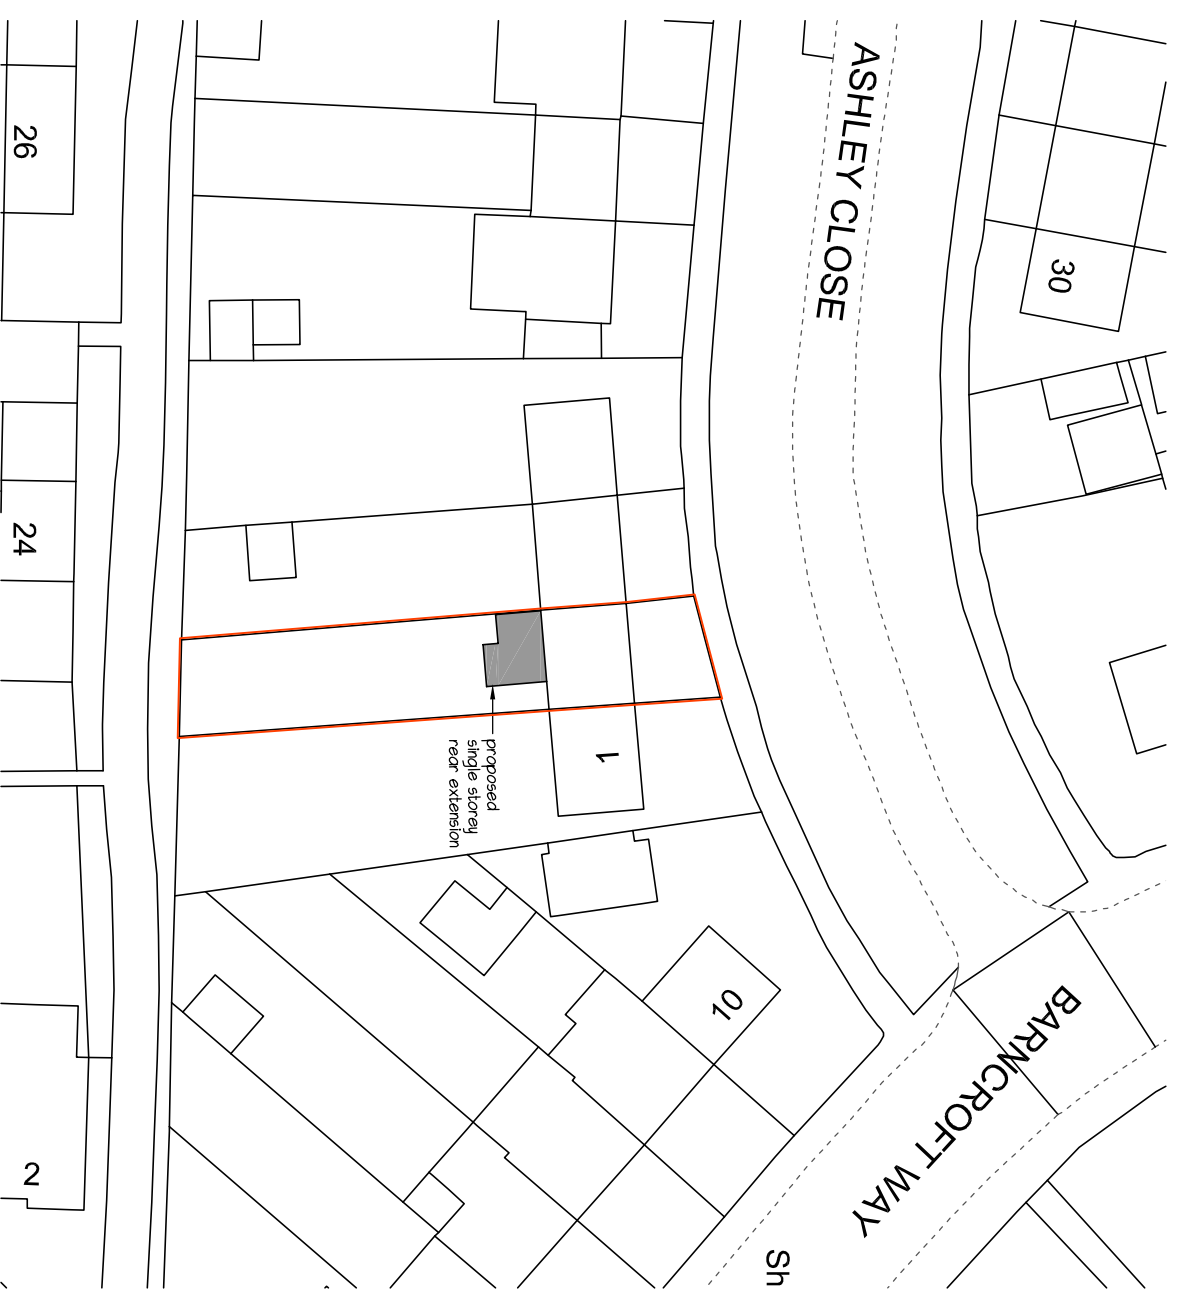 26
ASHLEY CLOSE
30
24
proposed
single storey
rear extension
1
10
BARNCROFT WAY
2
Sh